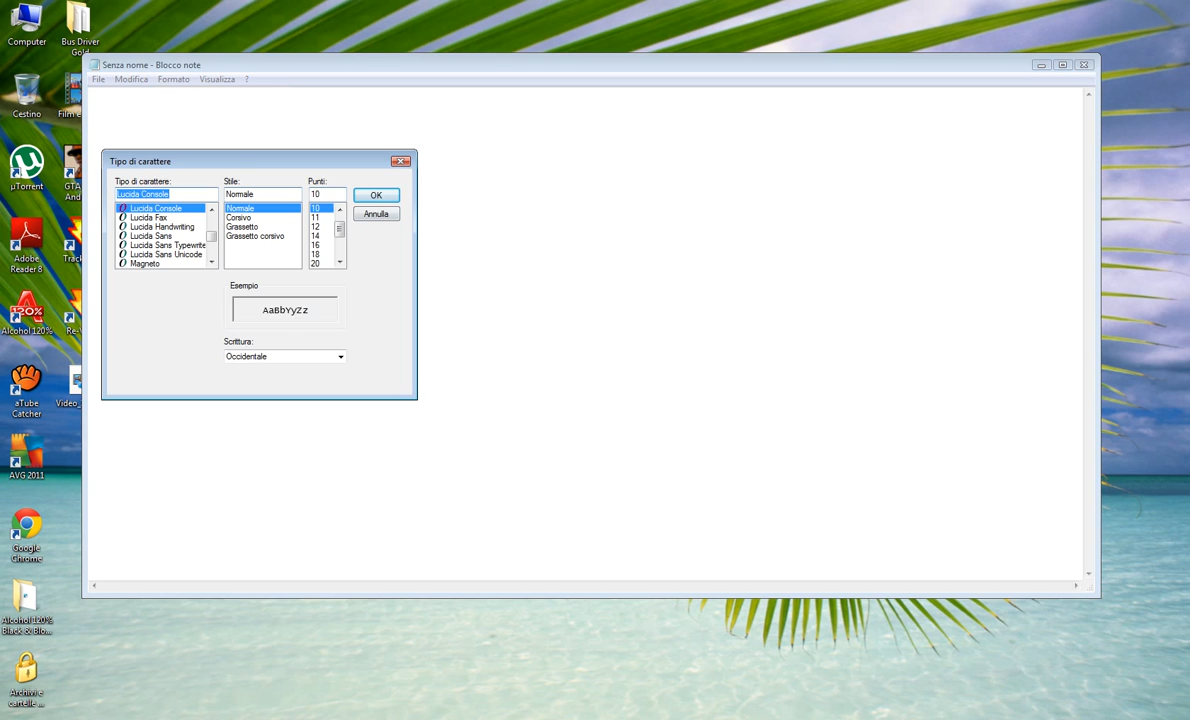 Computer
Bus Driver
Gold
Cestino
Film e
µTorrent
GTA
And
Adobe
Reader 8
Track
Alcohol 120%
Re-V
aTube
Catcher
Video_
AVG 2011
Google
Chrome
Alcohol 120%
Black & Blo...
Archivi e
cartelle ...
Senza nome - Blocco note
File Modifica Formato Visualizza ?
Tipo di carattere
Tipo di carattere: Stile: Punti:
Lucida Console Normale 10 OK
Lucida Console Normale 10
Lucida Fax Corsivo 11 Annulla
Lucida Handwriting Grassetto 12
Lucida Sans Grassetto corsivo 14
Lucida Sans Typewrite 16
Lucida Sans Unicode 18
Magneto 20
Esempio
AaBbYyZz
Scrittura:
Occidentale